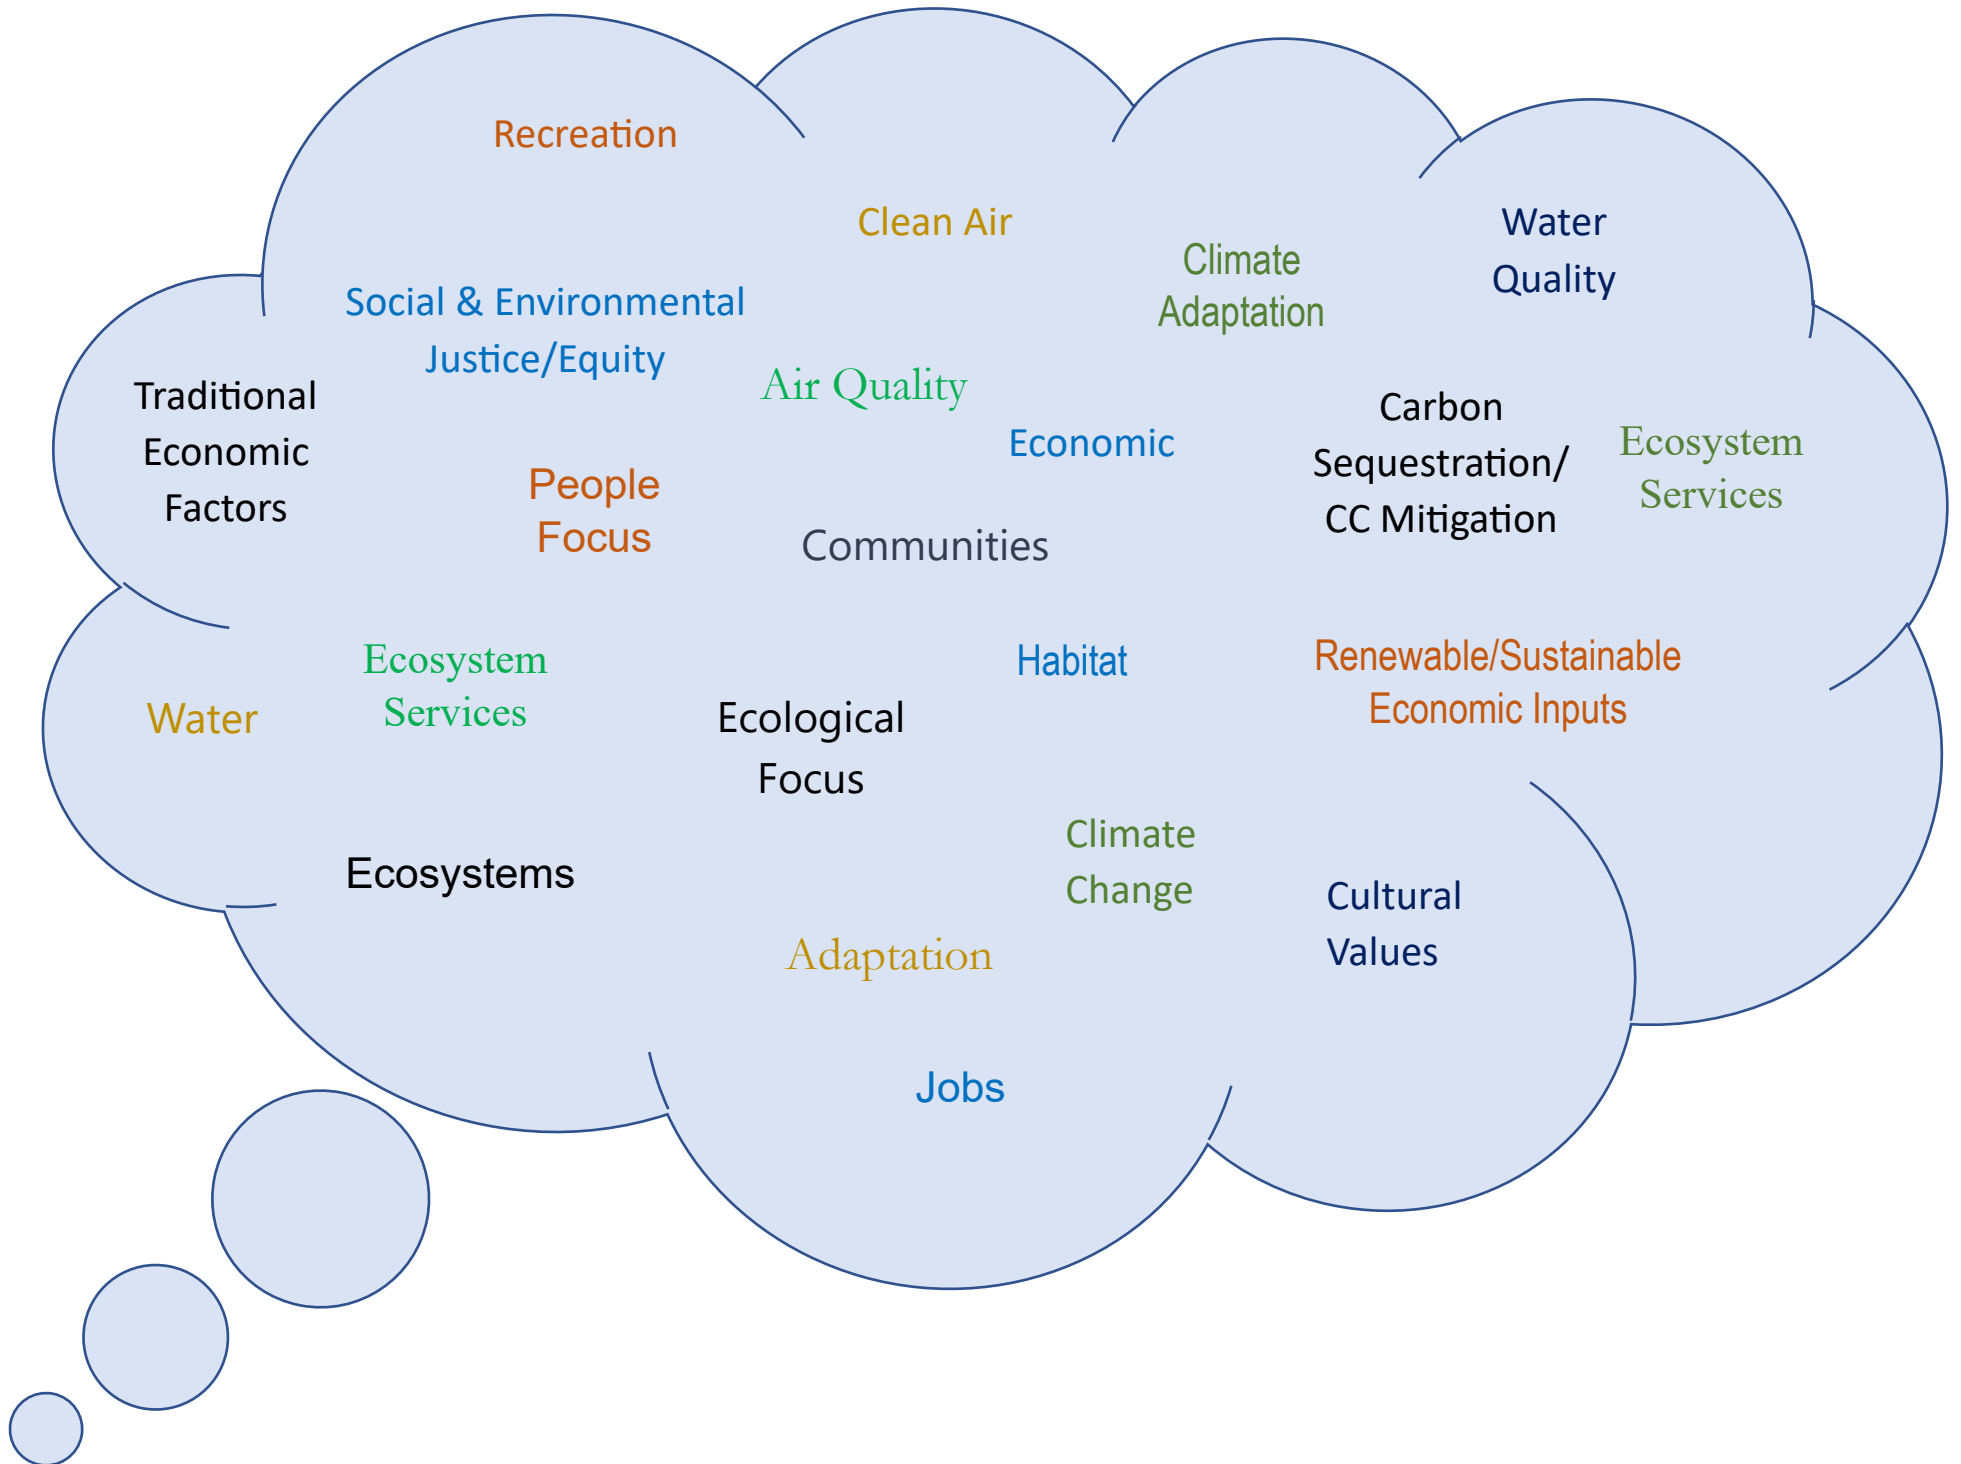 Recreation
Clean Air
Water
Quality
Climate
Adaptation
Social & Environmental
Justice/Equity
Air Quality
Traditional
Economic
Factors
Economic
Carbon
Sequestration/
CC Mitigation
Ecosystem
Services
People
Focus
Communities
Ecosystem
Services
Habitat
Renewable/Sustainable
Economic Inputs
Water
Ecological
Focus
Climate
Change
Ecosystems
Cultural
Values
Adaptation
Jobs